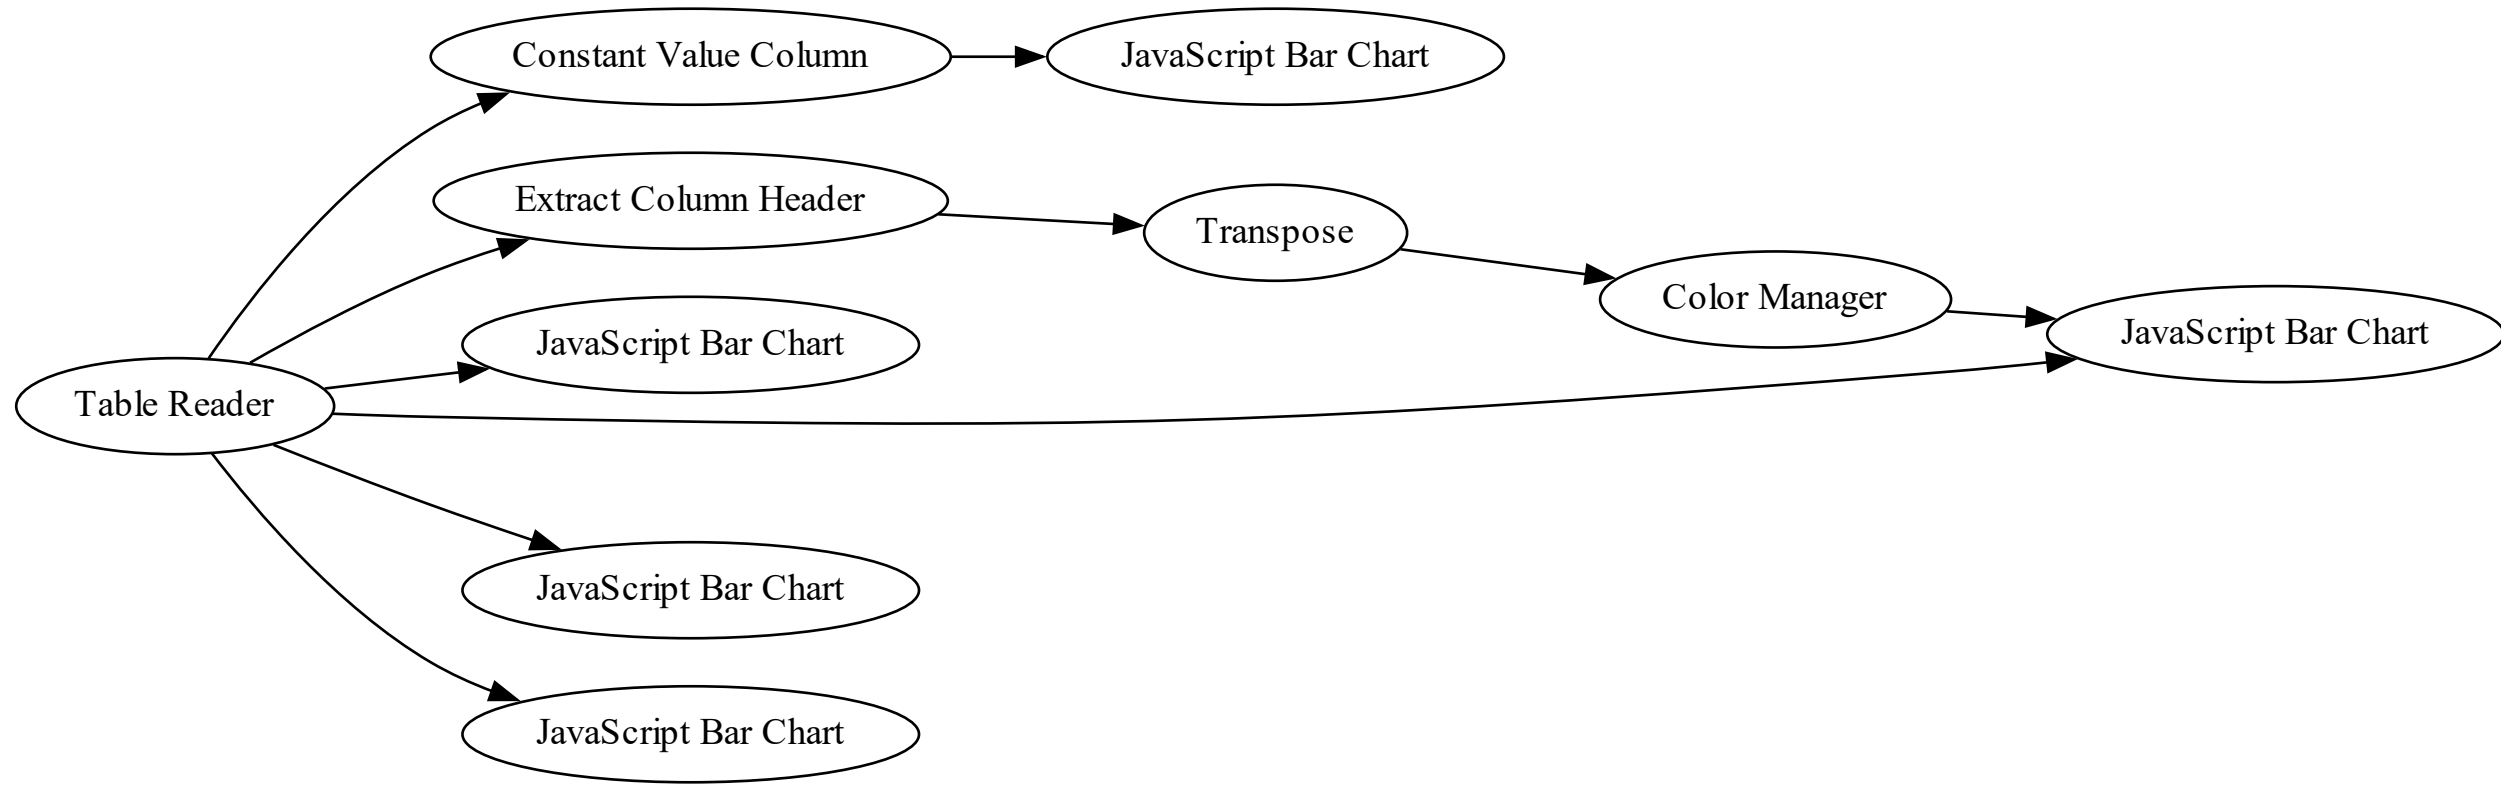 Constant Value Column
JavaScript Bar Chart
Extract Column Header
Transpose
Color Manager
JavaScript Bar Chart
JavaScript Bar Chart
Table Reader
JavaScript Bar Chart
JavaScript Bar Chart